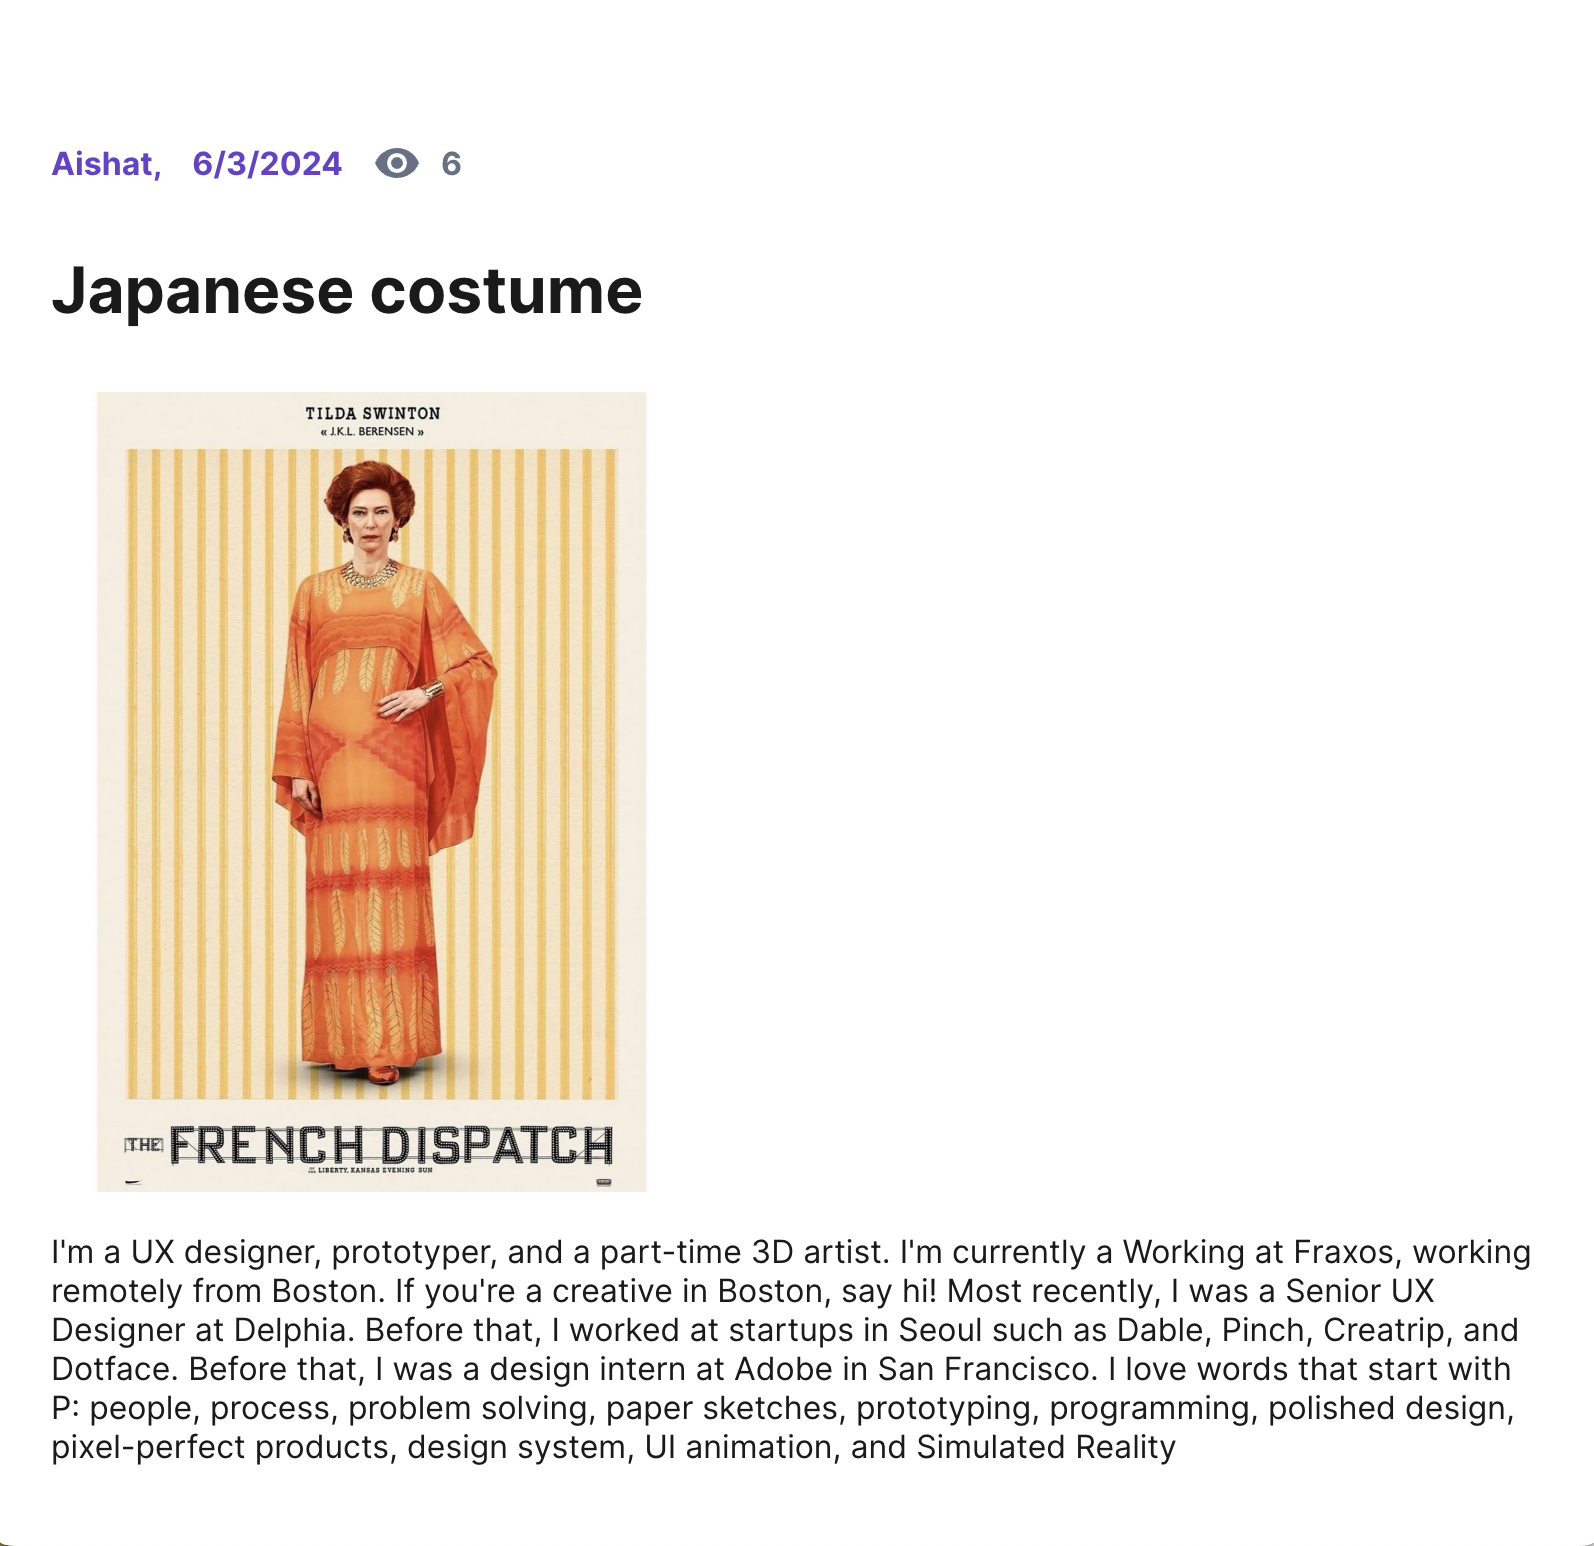 Aishat, 6/3/2024 6
Japanese costume
TILDA SWINTON
« J.K.L. BERENSEN »
THE FRENCH DISPATCH
LIBERTY, KANSAS EVENING SUN
I'm a UX designer, prototyper, and a part-time 3D artist. I'm currently a Working at Fraxos, working
remotely from Boston. If you're a creative in Boston, say hi! Most recently, I was a Senior UX
Designer at Delphia. Before that, I worked at startups in Seoul such as Dable, Pinch, Creatrip, and
Dotface. Before that, I was a design intern at Adobe in San Francisco. I love words that start with
P: people, process, problem solving, paper sketches, prototyping, programming, polished design,
pixel-perfect products, design system, UI animation, and Simulated Reality